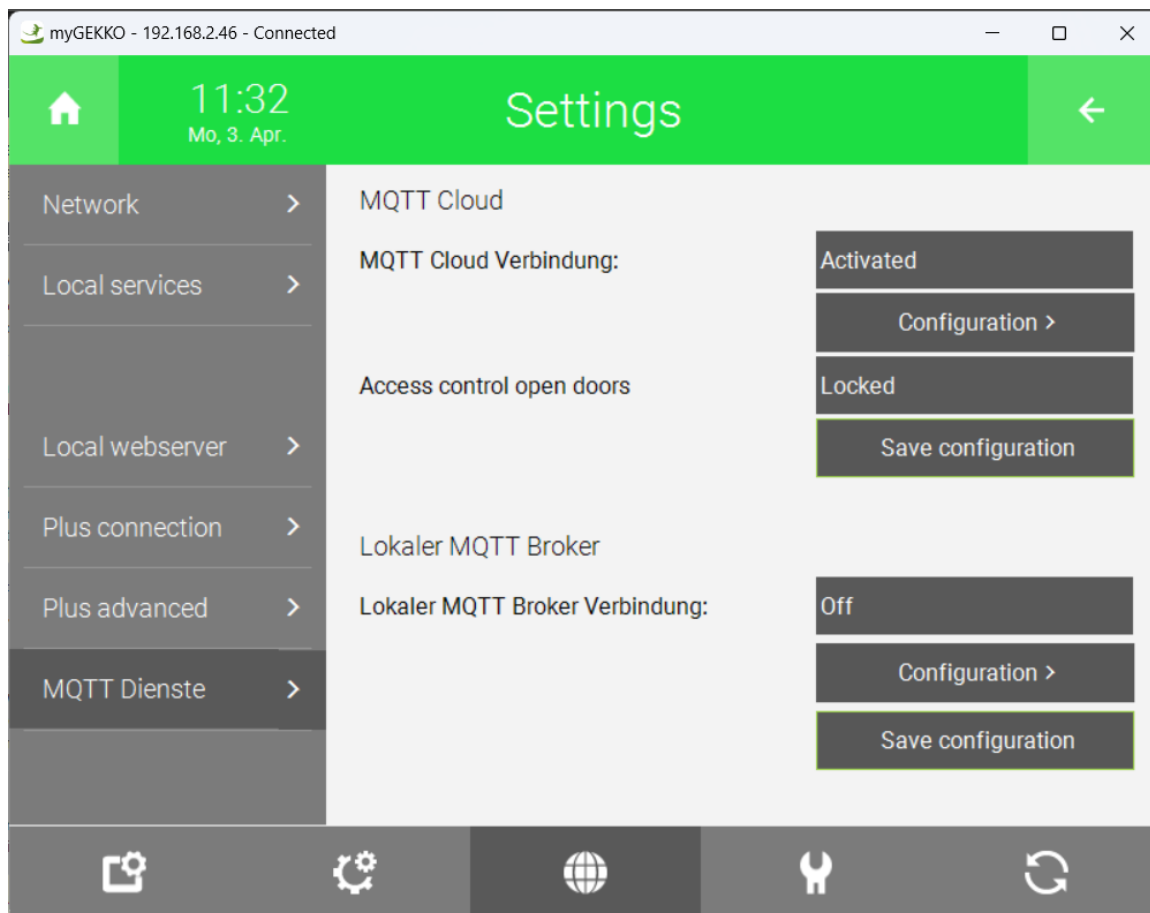 myGEKKO - 192.168.2.46 - Connected
11:32
Mo, 3. Apr.
Settings
Network
Local services
Local webserver
Plus connection
Plus advanced
MQTT Dienste
MQTT Cloud
MQTT Cloud Verbindung:
Activated
Configuration >
Access control open doors
Locked
Save configuration
Lokaler MQTT Broker
Lokaler MQTT Broker Verbindung:
Off
Configuration >
Save configuration